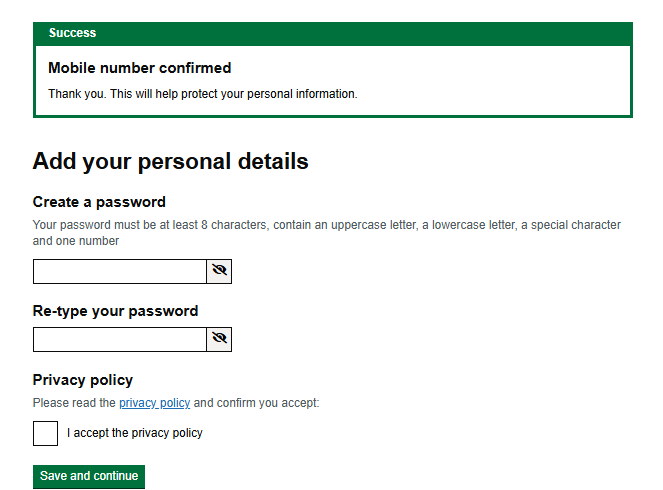 Success
Mobile number confirmed
Thank you. This will help protect your personal information.
Add your personal details
Create a password
Your password must be at least 8 characters, contain an uppercase letter, a lowercase letter, a special character
and one number
Re-type your password
Privacy policy
Please read the privacy policy and confirm you accept:
I accept the privacy policy
Save and continue